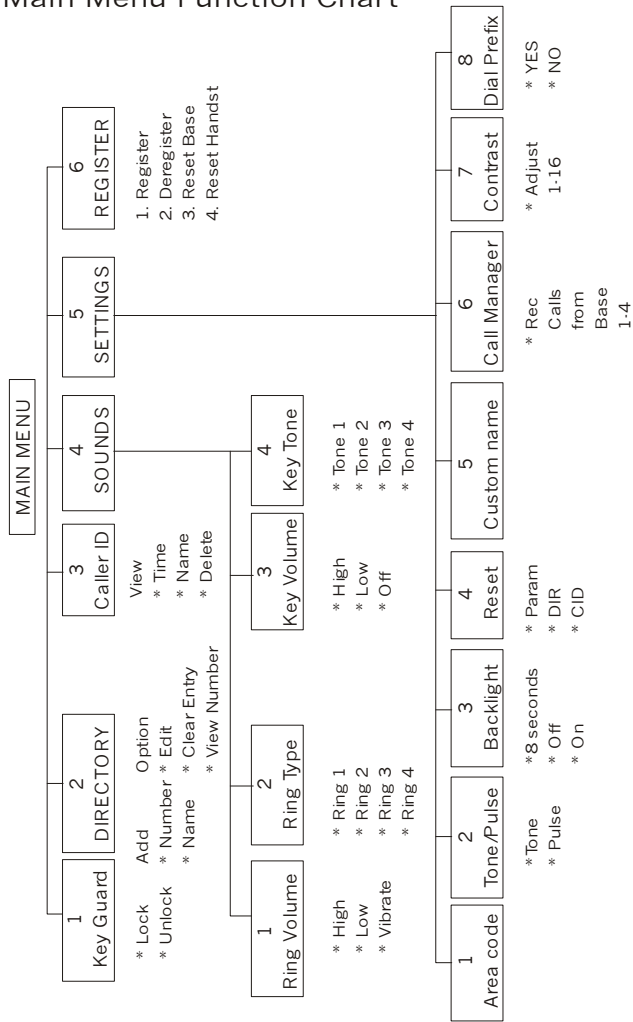 Main Menu Function Chart
MAIN MENU
1
Key Guard
* Lock
* Unlock
2
DIRECTORY
Add
* Number
* Name
Option
* Edit
* Clear Entry
* View Number
3
Caller ID
View
* Time
* Name
* Delete
4
SOUNDS
5
SETTINGS
6
REGISTER
1. Register
2. Deregister
3. Reset Base
4. Reset Handst
1
Ring Volume
* High
* Low
* Vibrate
2
Ring Type
* Ring 1
* Ring 2
* Ring 3
* Ring 4
3
Key Volume
* High
* Low
* Off
4
Key Tone
* Tone 1
* Tone 2
* Tone 3
* Tone 4
1
Area code
2
Tone/Pulse
*Tone
* Pulse
3
Backlight
*8 seconds
* Off
* On
4
Reset
* Param
* DIR
* CID
5
Custom name
6
Call Manager
* Rec
Calls
from
Base
1-4
7
Contrast
* Adjust
1-16
8
Dial Prefix
* YES
* NO